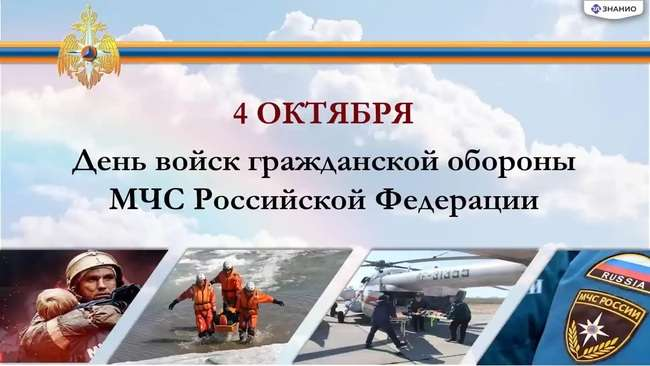 ЗНАНИО
4 ОКТЯБРЯ
День войск гражданской обороны
МЧС Российской Федерации
RUSSIA
МЧС РОССИИ